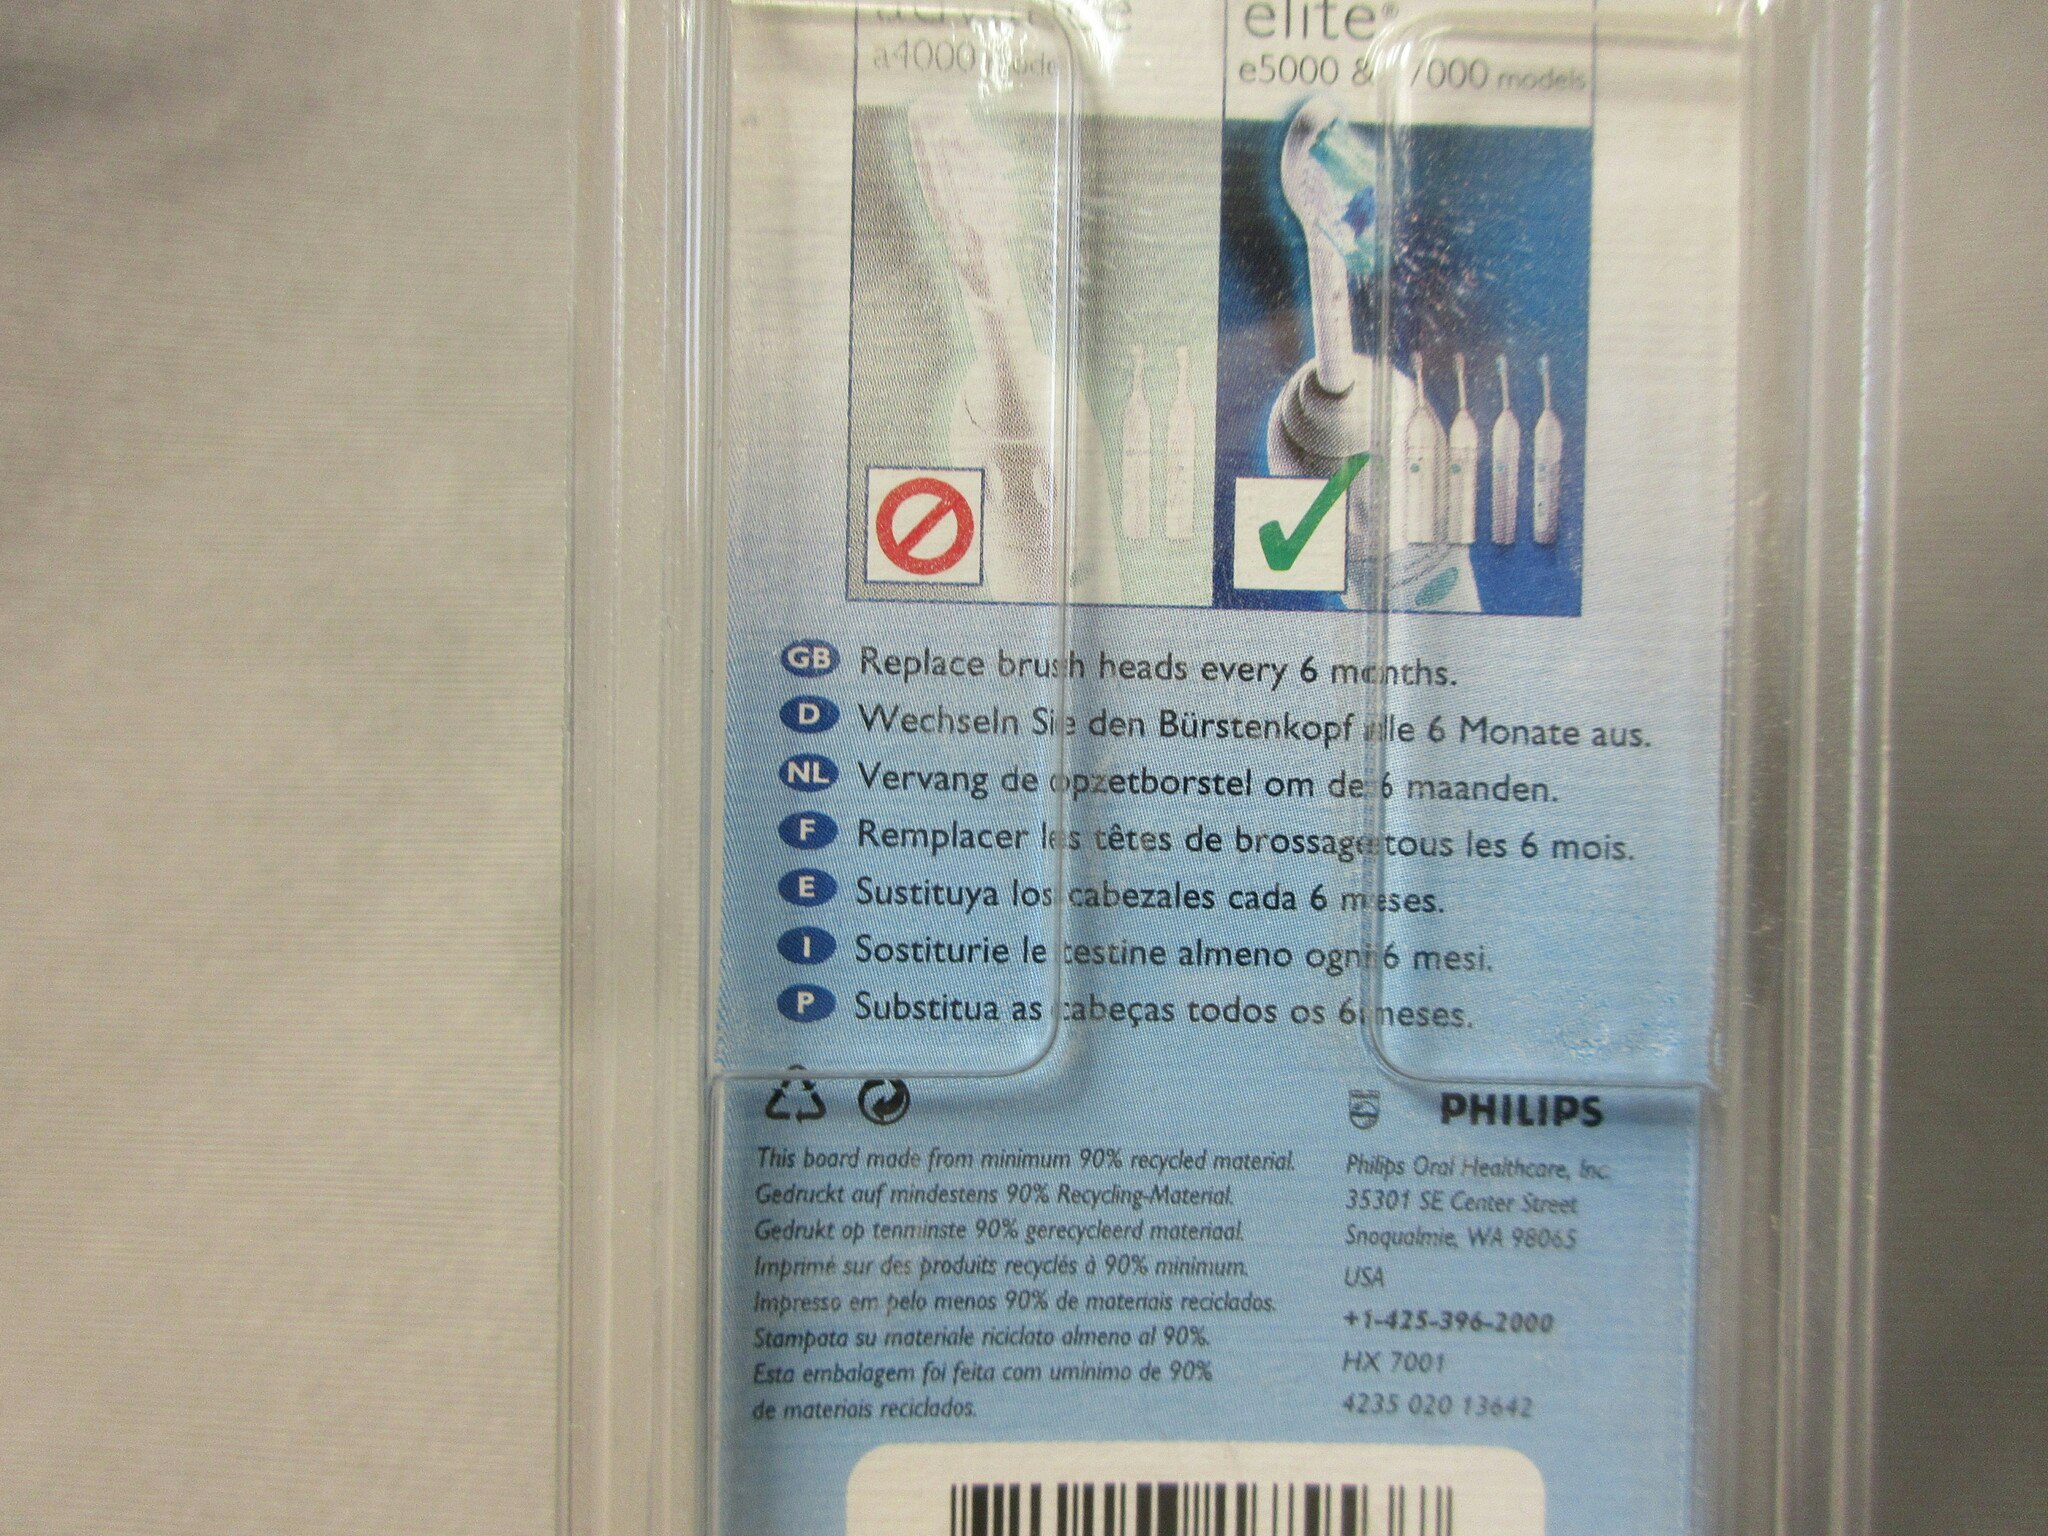 elite®
a4000
e5000 & 7000 models
GB Replace brush heads every 6 months.
D Wechseln Sie den Bürstenkopf alle 6 Monate aus.
NL Vervang de opzetborstel om de 6 maanden.
F Remplacer les têtes de brossage tous les 6 mois.
E Sustituya los cabezales cada 6 meses.
I Sostiturie le testine almeno ogni 6 mesi.
P Substitua as cabeças todos os 6 meses.
This board made from minimum 90% recycled material.
Gedruckt auf mindestens 90% Recycling-Material.
Gedrukt op tenminste 90% gerecycleerd materiaal.
Imprimé sur des produits recyclés à 90% minimum.
Impresso em pelo menos 90% de materiais reciclados.
Stampata su materiale riciclato almeno al 90%.
Esta embalagem foi feita com umínimo de 90%
de materiais reciclados.
PHILIPS
Philips Oral Healthcare, Inc.
35301 SE Center Street
Snoqualmie, WA 98065
USA
+1-425-396-2000
HX 7001
4235 020 13642